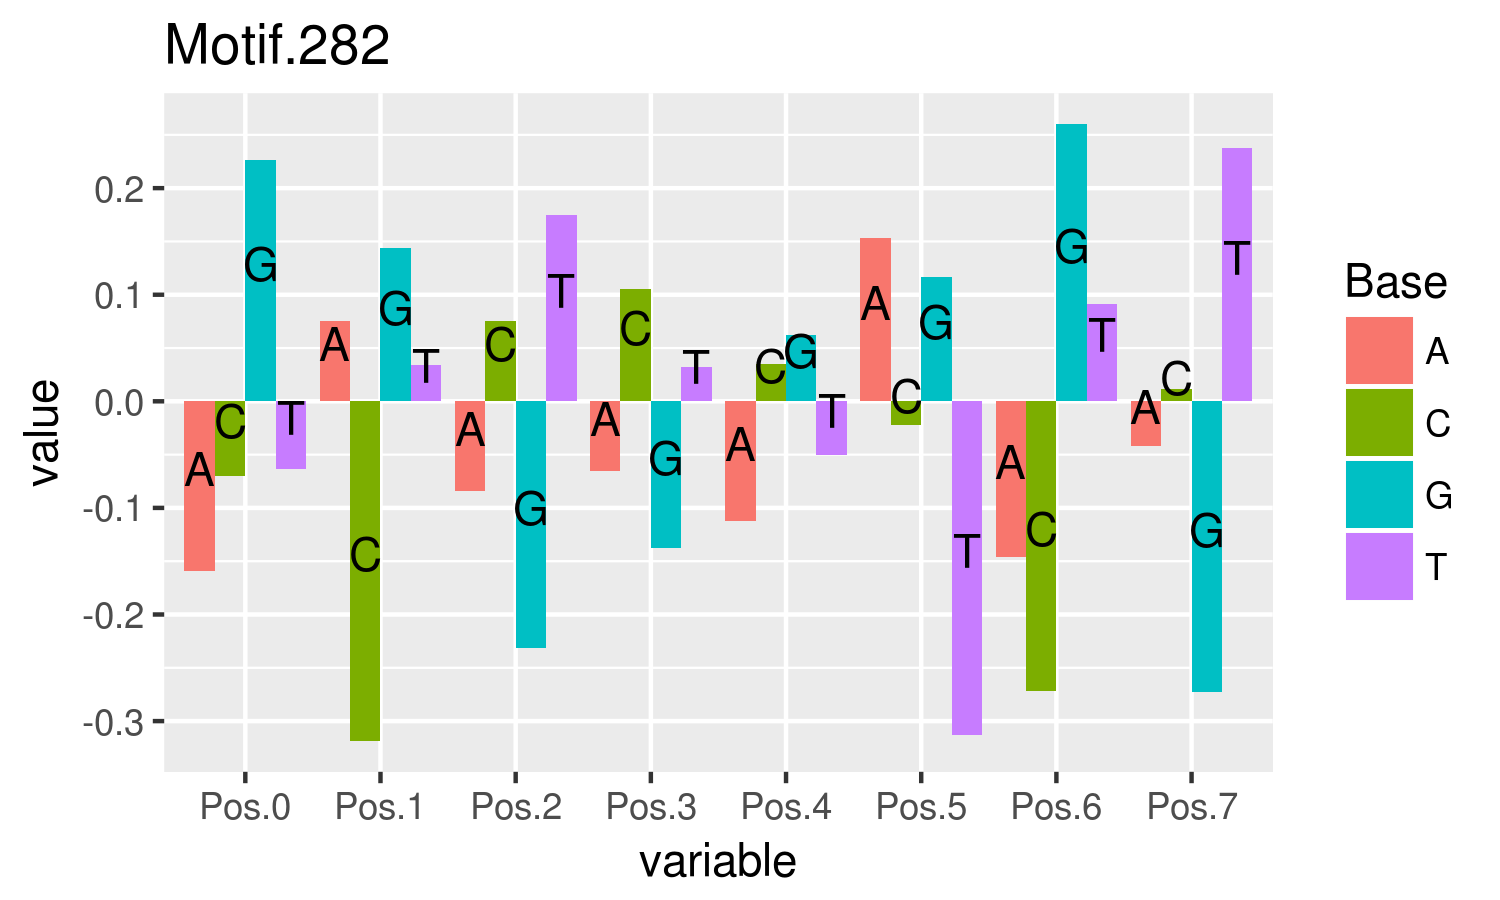 Motif.282
value
0.2
0.1
0.0
-0.1
-0.2
-0.3
A C G T
A C G T
A C G T
A C G T
A C G T
A C G T
A C G T
A C G T
Pos.0 Pos.1 Pos.2 Pos.3 Pos.4 Pos.5 Pos.6 Pos.7
variable
Base
A
C
G
T